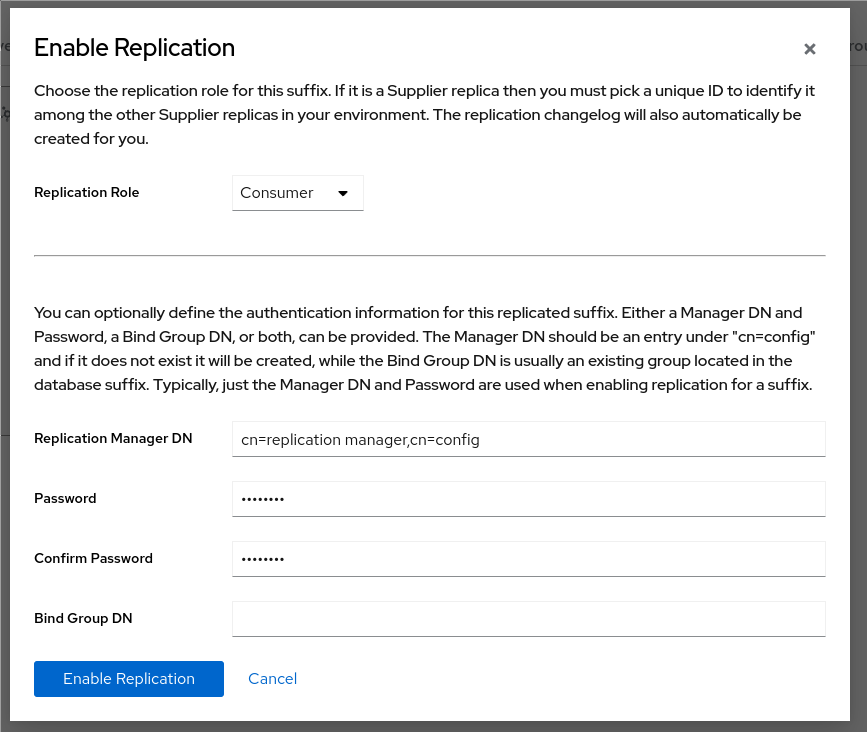 Enable Replication
Choose the replication role for this suffix. If it is a Supplier replica then you must pick a unique ID to identify it
among the other Supplier replicas in your environment. The replication changelog will also automatically be
created for you.
Replication Role
Consumer
You can optionally define the authentication information for this replicated suffix. Either a Manager DN and
Password, a Bind Group DN, or both, can be provided. The Manager DN should be an entry under "cn=config"
and if it does not exist it will be created, while the Bind Group DN is usually an existing group located in the
database suffix. Typically, just the Manager DN and Password are used when enabling replication for a suffix.
Replication Manager DN
cn=replication manager,cn=config
Password
••••••••
Confirm Password
••••••••
Bind Group DN
Enable Replication
Cancel